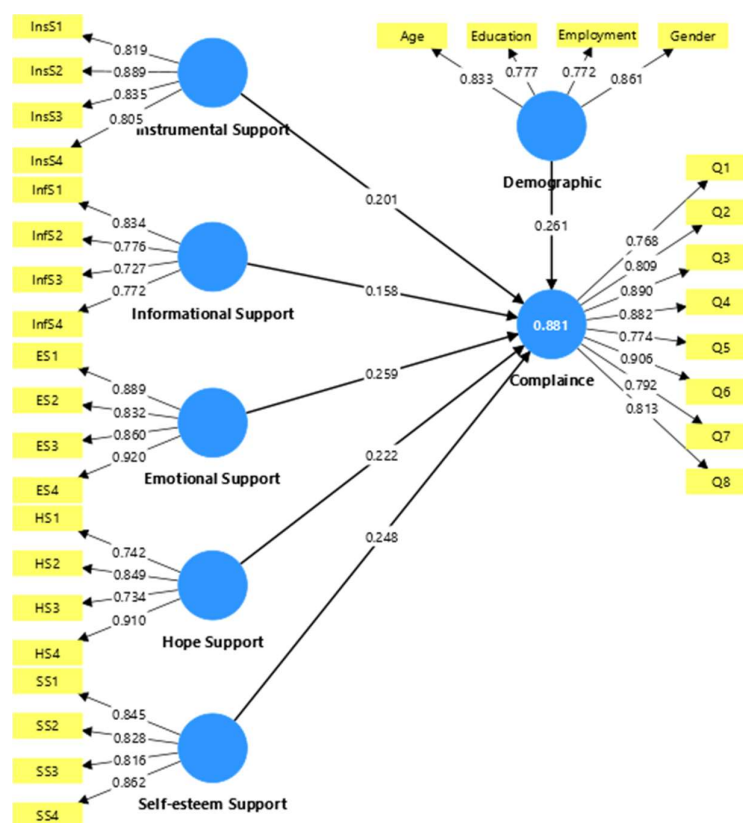 InsS1
0.819
InsS2
0.889
InsS3
0.835
0.805
InsS4
Instrumental Support
Age
Education
Employment
Gender
0.833
0.777
0.772
0.861
Demographic
0.201
0.261
InfS1
0.834
InfS2
0.776
InfS3
0.727
0.772
InfS4
Informational Support
0.158
ES1
0.889
ES2
0.832
ES3
0.860
0.920
ES4
Emotional Support
0.259
HS1
0.742
HS2
0.849
HS3
0.734
0.910
HS4
Hope Support
0.222
SS1
0.845
SS2
0.828
SS3
0.816
0.862
SS4
Self-esteem Support
0.248
0.881
Complaince
Q1
0.768
Q2
0.809
Q3
0.890
Q4
0.882
Q5
0.774
Q6
0.906
Q7
0.792
Q8
0.813